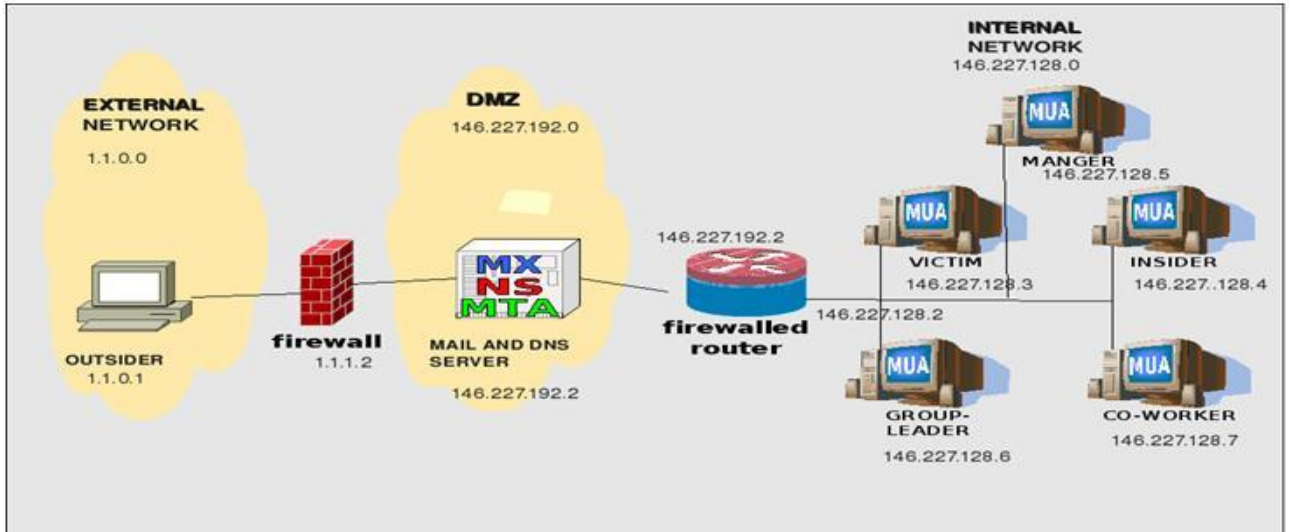 EXTERNAL
NETWORK
1.1.0.0
OUTSIDER
1.1.0.1
firewall
1.1.1.2
DMZ
146.227.192.0
MX
NS
MTA
MAIL AND DNS
SERVER
146.227.192.2
146.227.192.2
firewalled
router
146.227.128.2
INTERNAL
NETWORK
146.227.128.0
MUA
MANGER
146.227.128.5
MUA
VICTIM
146.227.128.3
MUA
INSIDER
146.227..128.4
MUA
GROUP-
LEADER
146.227.128.6
MUA
CO-WORKER
146.227.128.7